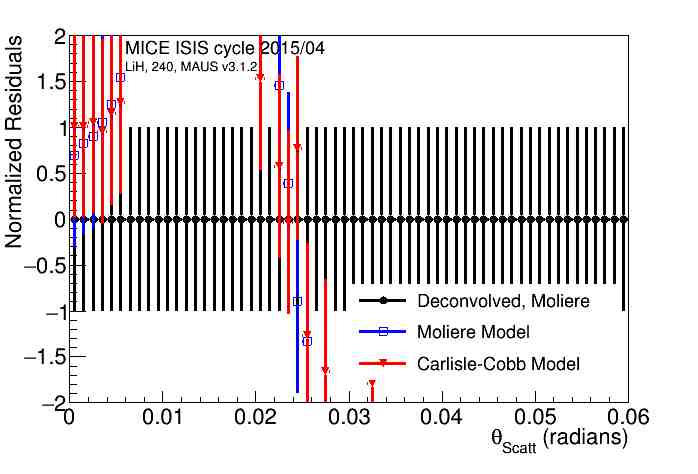 MICE ISIS cycle 2015/04
LiH, 240, MAUS v3.1.2
Normalized Residuals
2
1.5
1
0.5
0
−0.5
−1
−1.5
−2
Deconvolved, Moliere
Moliere Model
Carlisle-Cobb Model
0 0.01 0.02 0.03 0.04 0.05 0.06
θScatt (radians)